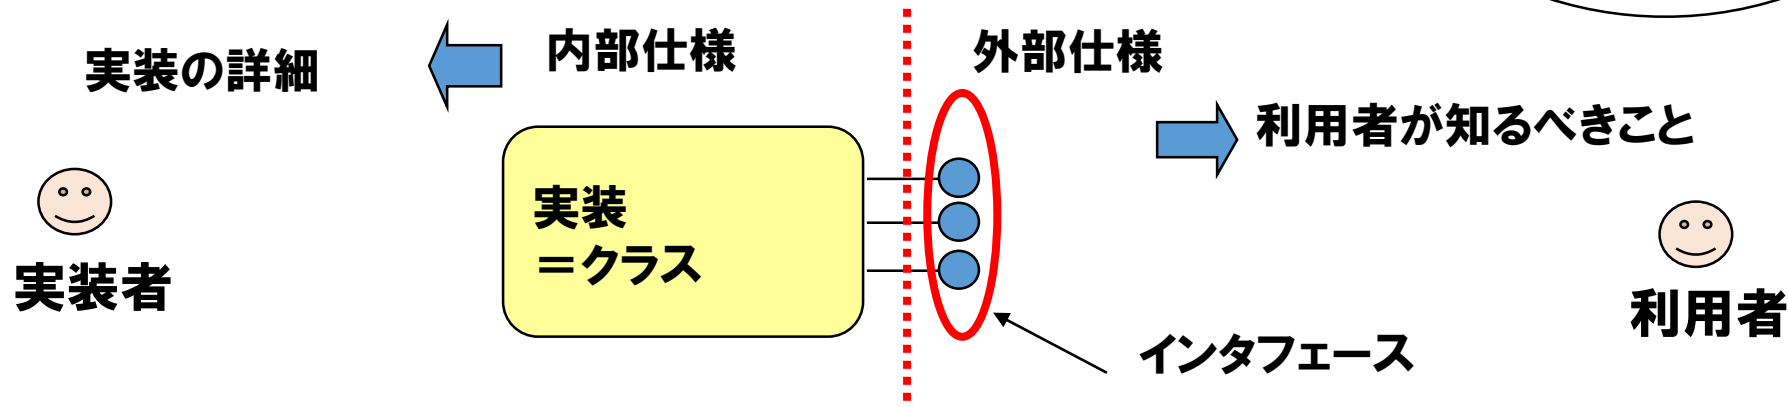 実装の詳細
内部仕様
外部仕様
利用者が知るべきこと
実装
＝クラス
実装者
利用者
インタフェース